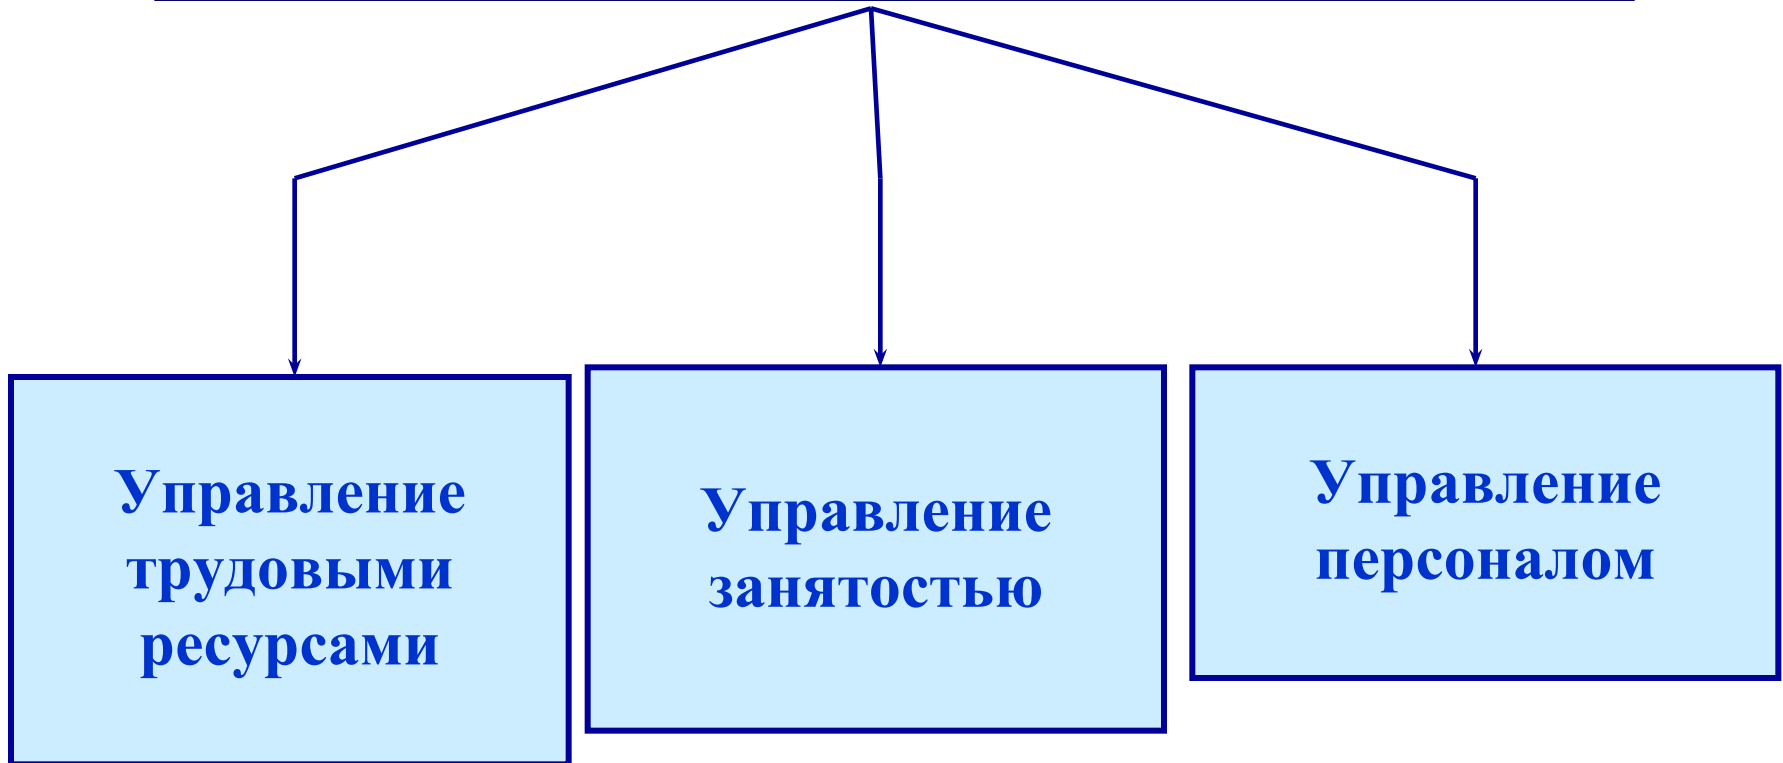 Управление
трудовыми
ресурсами
Управление
занятостью
Управление
персоналом